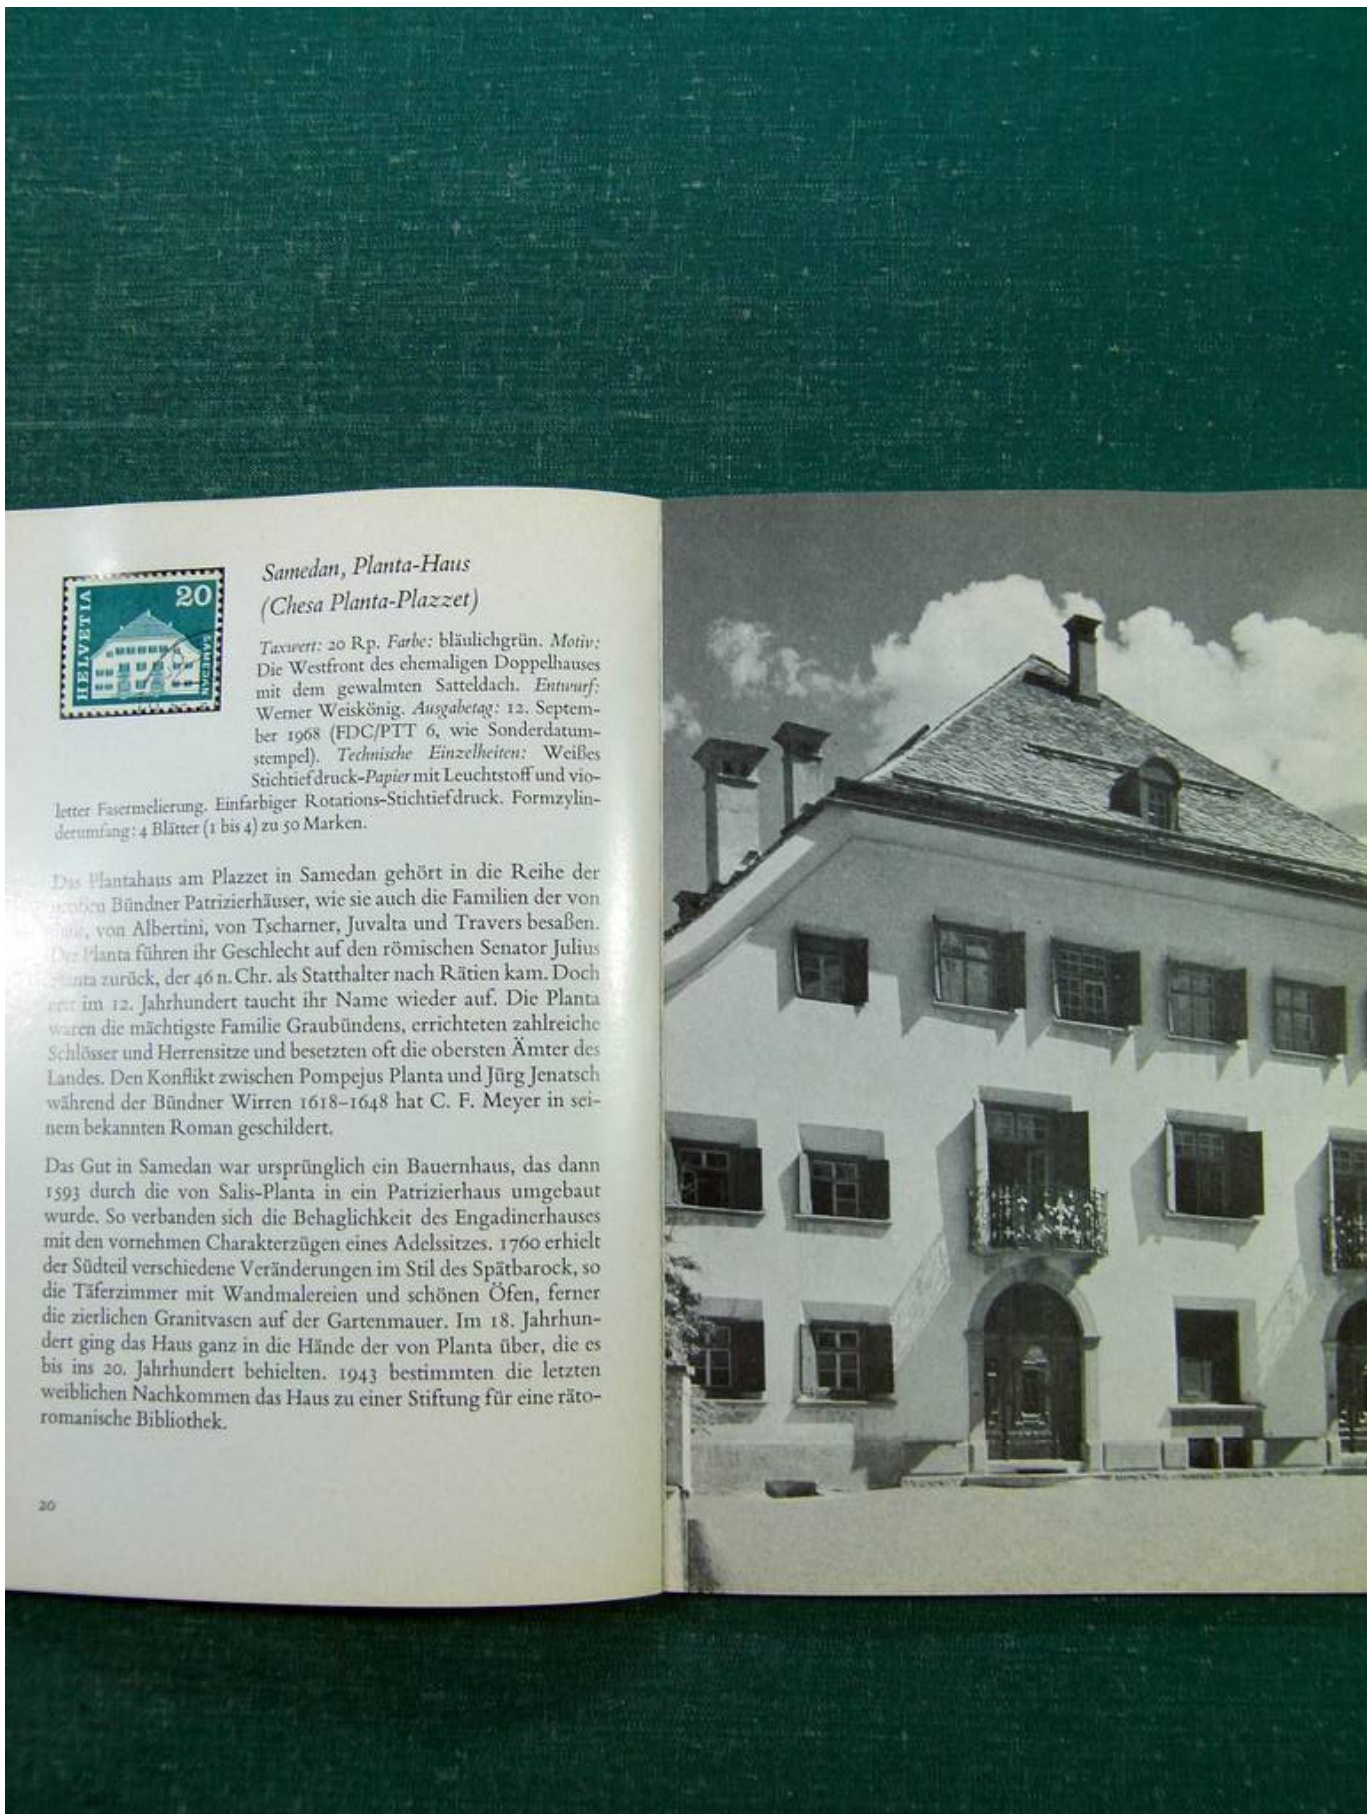 HELVETIA
20
SAMEDAN
Samedan, Planta-Haus
(Chesa Planta-Plazzet)
Taxwert: 20 Rp. Farbe: bläulichgrün. Motiv:
Die Westfront des ehemaligen Doppelhauses
mit dem gewalmten Satteldach. Entwurf:
Werner Weiskönig. Ausgabetag: 12. Septem-
ber 1968 (FDC/PTT 6, wie Sonderdatum-
stempel). Technische Einzelheiten: Weißes
Stichtiefdruck-Papier mit Leuchtstoff und vio-
letter Fasermelierung. Einfarbiger Rotations-Stichtiefdruck. Formzylin-
derumfang: 4 Blätter (1 bis 4) zu 50 Marken.
Das Plantahaus am Plazzet in Samedan gehört in die Reihe der
Bündner Patrizierhäuser, wie sie auch die Familien der von
von Albertini, von Tscharner, Juvalta und Travers besaßen.
Die Planta führen ihr Geschlecht auf den römischen Senator Julius
Planta zurück, der 46 n. Chr. als Statthalter nach Rätien kam. Doch
erst im 12. Jahrhundert taucht ihr Name wieder auf. Die Planta
waren die mächtigste Familie Graubündens, errichteten zahlreiche
Schlösser und Herrensitze und besetzten oft die obersten Ämter des
Landes. Den Konflikt zwischen Pompejus Planta und Jürg Jenatsch
während der Bündner Wirren 1618–1648 hat C. F. Meyer in sei-
nem bekannten Roman geschildert.
Das Gut in Samedan war ursprünglich ein Bauernhaus, das dann
1593 durch die von Salis-Planta in ein Patrizierhaus umgebaut
wurde. So verbanden sich die Behaglichkeit des Engadinerhauses
mit den vornehmen Charakterzügen eines Adelssitzes. 1760 erhielt
der Südteil verschiedene Veränderungen im Stil des Spätbarock, so
die Täferzimmer mit Wandmalereien und schönen Öfen, ferner
die zierlichen Granitvasen auf der Gartenmauer. Im 18. Jahrhun-
dert ging das Haus ganz in die Hände der von Planta über, die es
bis ins 20. Jahrhundert behielten. 1943 bestimmten die letzten
weiblichen Nachkommen das Haus zu einer Stiftung für eine räto-
romanische Bibliothek.
20